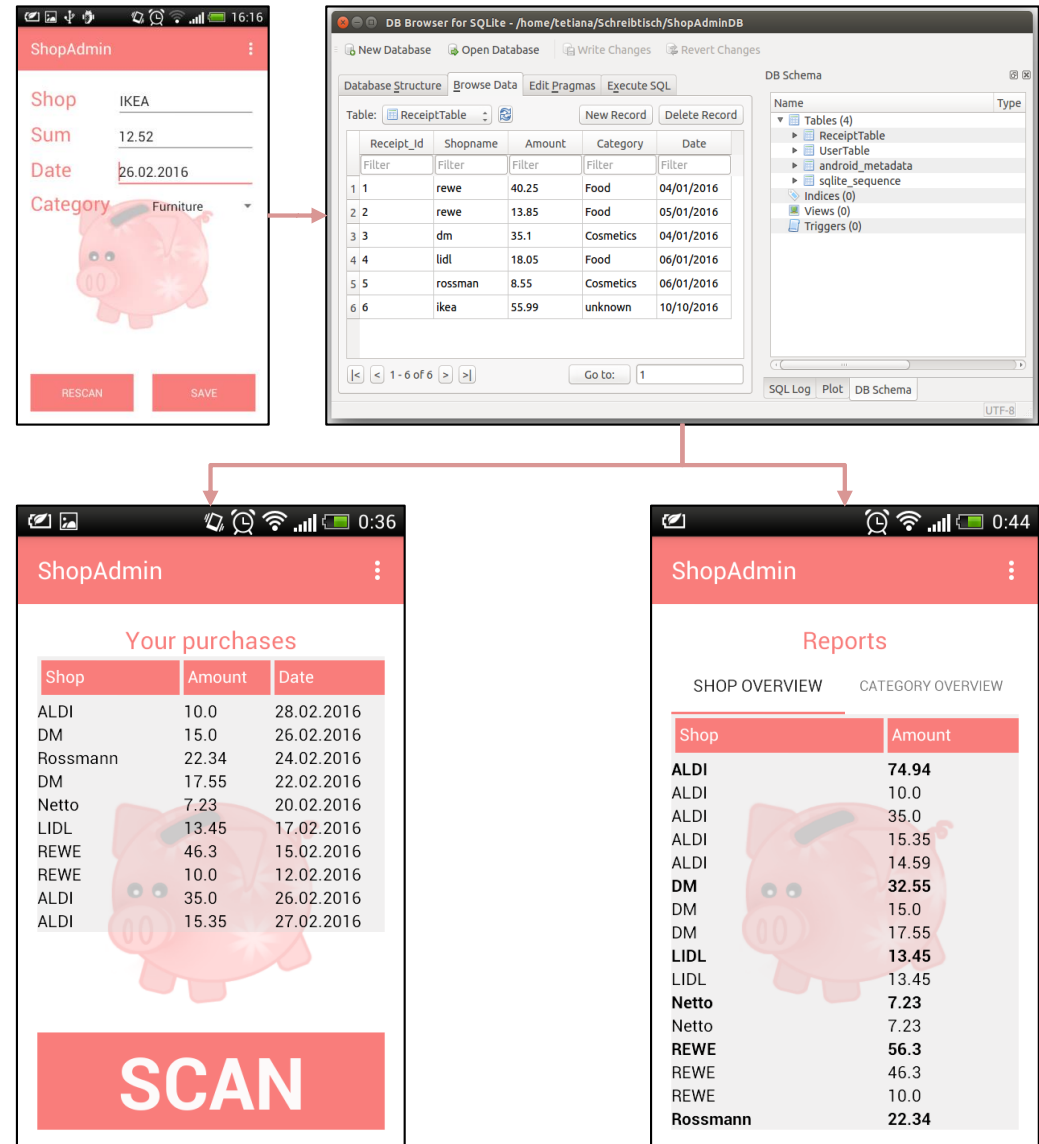 16:16
ShopAdmin
Shop IKEA
Sum 12.52
Date 26.02.2016
Category Furniture
RESCAN SAVE
DB Browser for SQLite - /home/tetiana/Schreibtisch/ShopAdminDB
New Database Open Database Write Changes Revert Changes
Database Structure Browse Data Edit Pragmas Execute SQL
Table: ReceiptTable New Record Delete Record
Receipt_Id Shopname Amount Category Date
Filter Filter Filter Filter Filter
1 1 rewe 40.25 Food 04/01/2016
2 2 rewe 13.85 Food 05/01/2016
3 3 dm 35.1 Cosmetics 04/01/2016
4 4 lidl 18.05 Food 06/01/2016
5 5 rossman 8.55 Cosmetics 06/01/2016
6 6 ikea 55.99 unknown 10/10/2016
|< < 1 - 6 of 6 > >| Go to: 1
DB Schema
Name Type
Tables (4)
ReceiptTable
UserTable
android_metadata
sqlite_sequence
Indices (0)
Views (0)
Triggers (0)
SQL Log Plot DB Schema
UTF-8
0:36
ShopAdmin
Your purchases
Shop Amount Date
ALDI 10.0 28.02.2016
DM 15.0 26.02.2016
Rossmann 22.34 24.02.2016
DM 17.55 22.02.2016
Netto 7.23 20.02.2016
LIDL 13.45 17.02.2016
REWE 46.3 15.02.2016
REWE 10.0 12.02.2016
ALDI 35.0 26.02.2016
ALDI 15.35 27.02.2016
SCAN
0:44
ShopAdmin
Reports
SHOP OVERVIEW CATEGORY OVERVIEW
Shop Amount
ALDI 74.94
ALDI 10.0
ALDI 35.0
ALDI 15.35
ALDI 14.59
DM 32.55
DM 15.0
DM 17.55
LIDL 13.45
LIDL 13.45
Netto 7.23
Netto 7.23
REWE 56.3
REWE 46.3
REWE 10.0
Rossmann 22.34